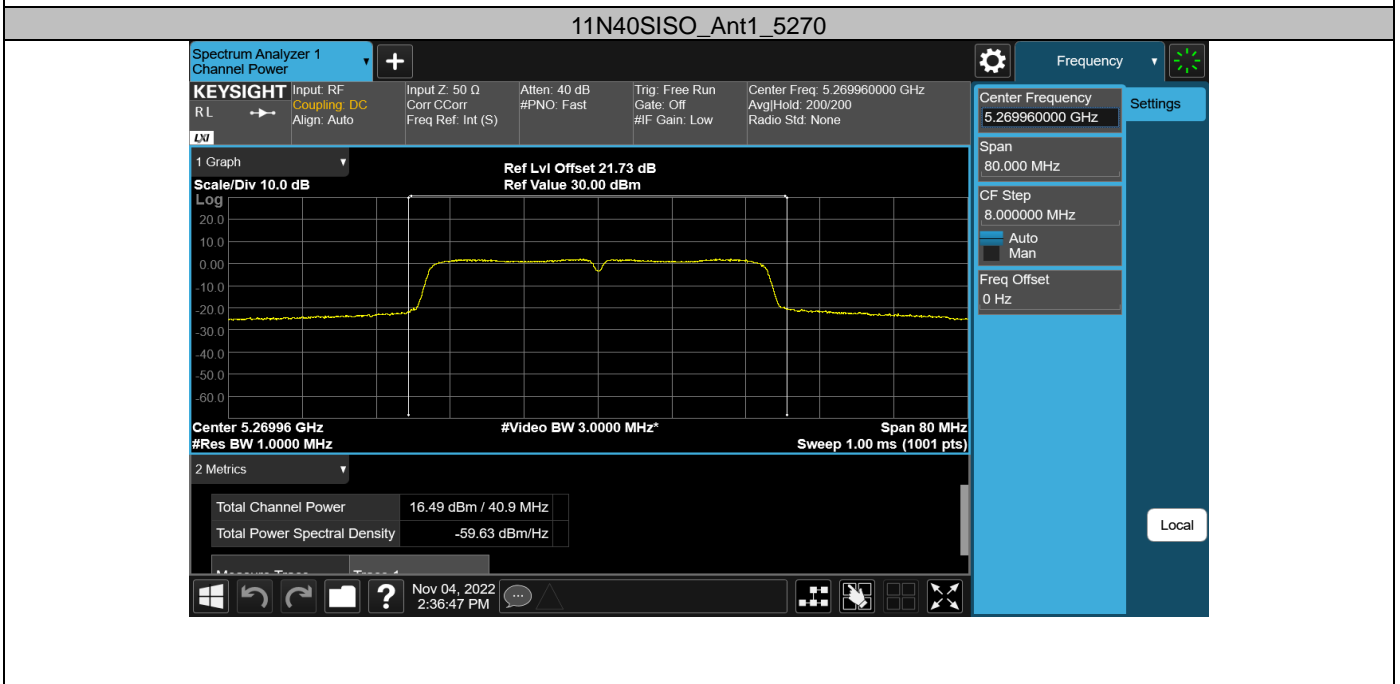 11N40SISO_Ant1_5270
Spectrum Analyzer 1
Channel Power
Frequency
KEYSIGHT
R L
LXI
Input: RF
Coupling: DC
Align: Auto
Input Z: 50 Ω
Corr CCorr
Freq Ref: Int (S)
Atten: 40 dB
#PNO: Fast
Trig: Free Run
Gate: Off
#IF Gain: Low
Center Freq: 5.269960000 GHz
Avg|Hold: 200/200
Radio Std: None
Center Frequency
5.269960000 GHz
Settings
Span
80.000 MHz
CF Step
8.000000 MHz
Auto
Man
Freq Offset
0 Hz
Local
1 Graph
Scale/Div 10.0 dB
Ref Lvl Offset 21.73 dB
Ref Value 30.00 dBm
Log
20.0
10.0
0.00
-10.0
-20.0
-30.0
-40.0
-50.0
-60.0
Center 5.26996 GHz
#Video BW 3.0000 MHz*
Span 80 MHz
#Res BW 1.0000 MHz
Sweep 1.00 ms (1001 pts)
2 Metrics
Total Channel Power 16.49 dBm / 40.9 MHz
Total Power Spectral Density -59.63 dBm/Hz
Measure Trace Trace 1
?
Nov 04, 2022
2:36:47 PM